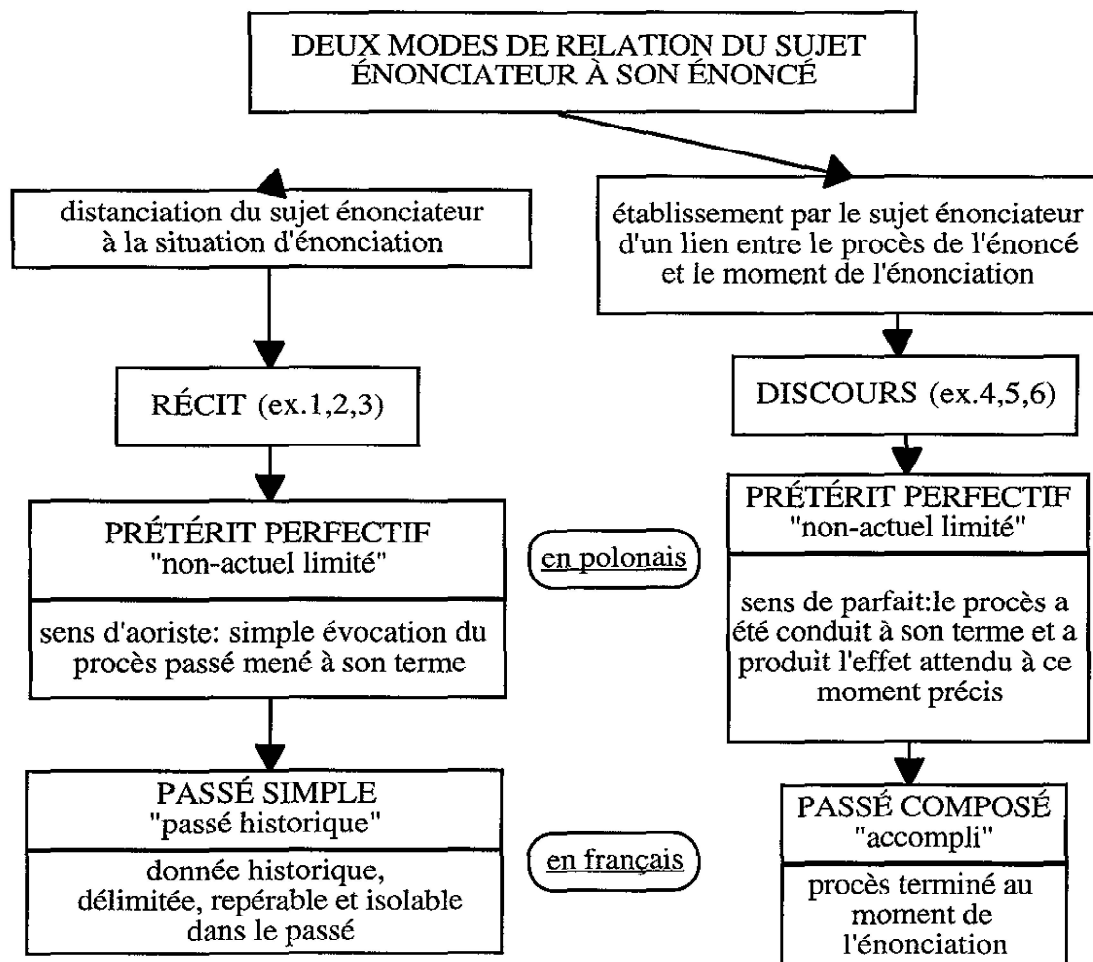 DEUX MODES DE RELATION DU SUJET
ÉNONCIATEUR À SON ÉNONCÉ
distanciation du sujet énonciateur
à la situation d'énonciation
établissement par le sujet énonciateur
d'un lien entre le procès de l'énoncé
et le moment de l'énonciation
RÉCIT (ex.1,2,3)
DISCOURS (ex.4,5,6)
PRÉTÉRIT PERFECTIF
"non-actuel limité"
sens d'aoriste: simple évocation du
procès passé mené à son terme
en polonais
PRÉTÉRIT PERFECTIF
"non-actuel limité"
sens de parfait:le procès a
été conduit à son terme et a
produit l'effet attendu à ce
moment précis
PASSÉ SIMPLE
"passé historique"
donnée historique,
délimitée, repérable et isolable
dans le passé
en français
PASSÉ COMPOSÉ
"accompli"
procès terminé au
moment de
l'énonciation